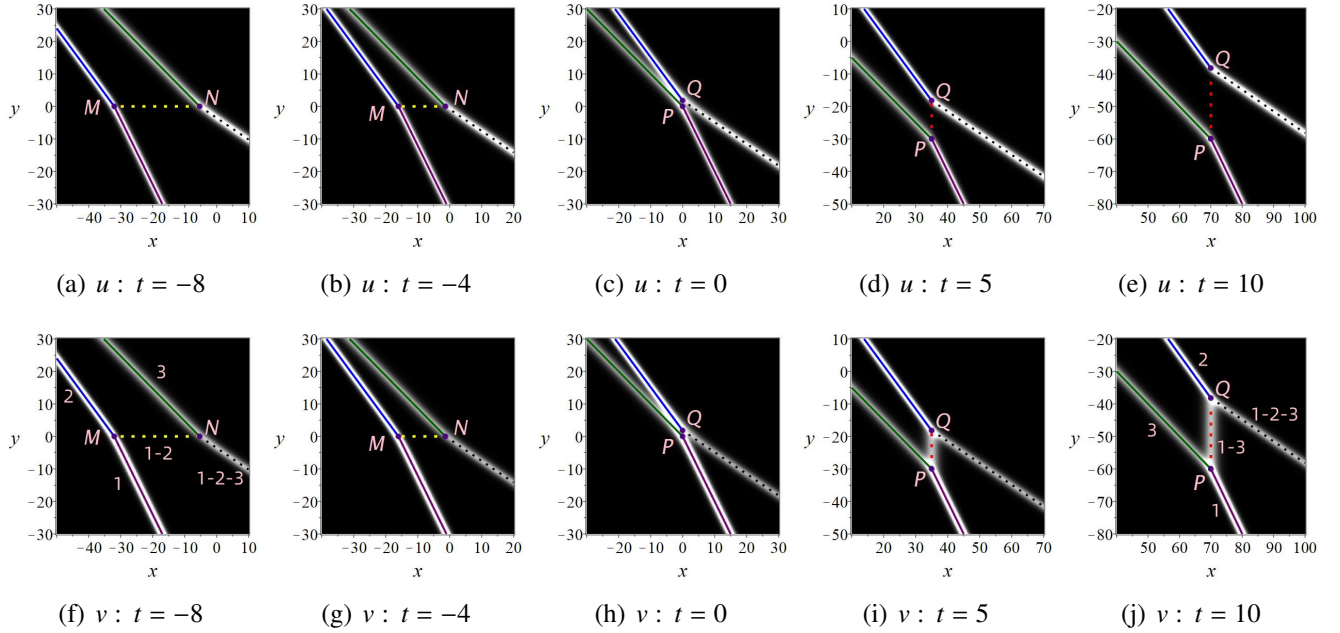 30 30 30 10 −20
20 20 20 0 −30
M N M N Q Q Q
y 10 y 10 y 10 y −10 y −40
0 0 0 P −20 −50
−10 −10 −10 −30 P −60 P
−20 −20 −20 −40 −70
−30 −30 −30 −50 −80
−40 −30 −20 −10 0 10 −30 −20 −10 0 10 20 −20 −10 0 10 20 30 20 30 40 50 60 70 50 60 70 80 90 100
x x x x x
(a) u : t = −8 (b) u : t = −4 (c) u : t = 0 (d) u : t = 5 (e) u : t = 10
30 30 30 10 −20
20 3 20 20 0 −30 2
2 M N M N Q Q Q
y 10 y 10 y 10 y −10 y −40 1-2-3
0 1-2 0 0 P −20 −50 3 1-3
−10 1 1-2-3 −10 −10 −30 P −60 P
−20 −20 −20 −40 −70 1
−30 −30 −30 −50 −80
−40 −30 −20 −10 0 10 −30 −20 −10 0 10 20 −20 −10 0 10 20 30 20 30 40 50 60 70 50 60 70 80 90 100
x x x x x
(f) v : t = −8 (g) v : t = −4 (h) v : t = 0 (i) v : t = 5 (j) v : t = 10